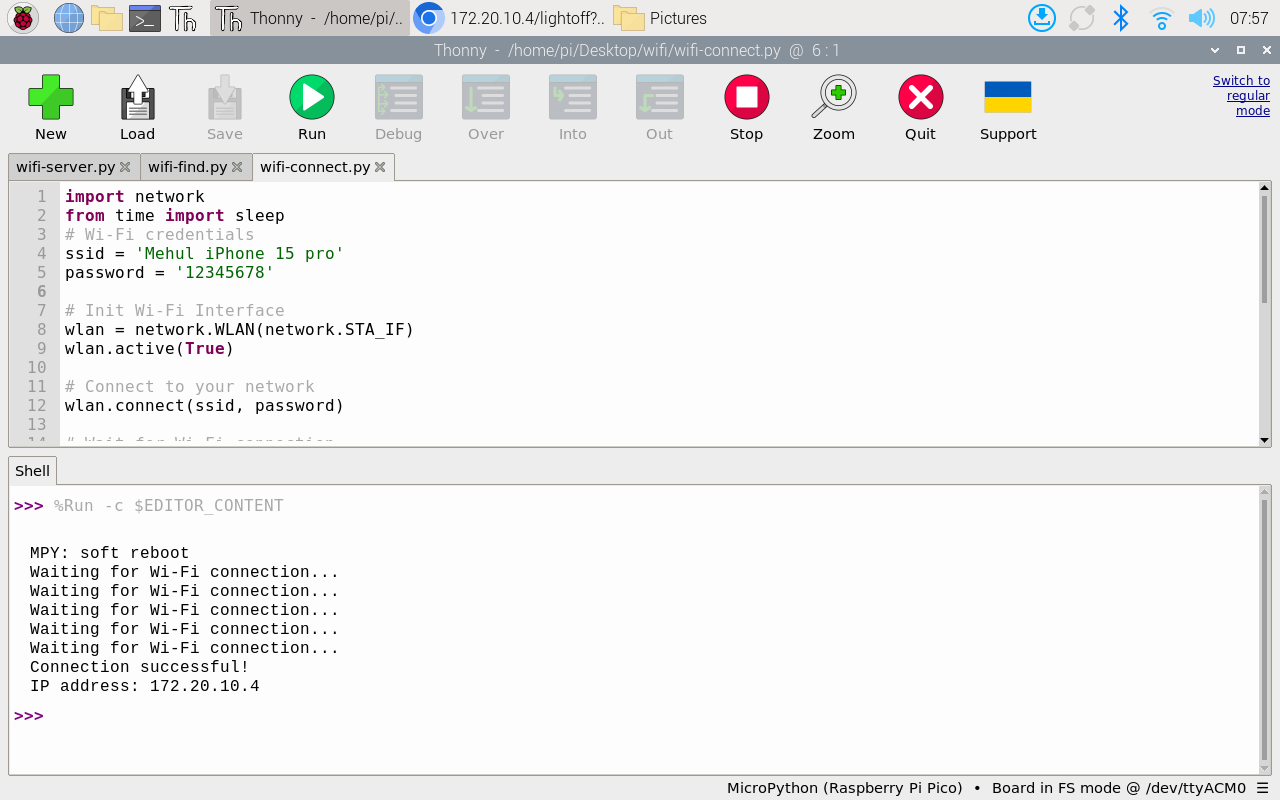 Thonny - /home/pi/..
172.20.10.4/lightoff?..
Pictures
07:57
Thonny - /home/pi/Desktop/wifi/wifi-connect.py @ 6 : 1
New
Load
Save
Run
Debug
Over
Into
Out
Stop
Zoom
Quit
Support
Switch to
regular
mode
wifi-server.py
wifi-find.py
wifi-connect.py
1 import network
2 from time import sleep
3 # Wi-Fi credentials
4 ssid = 'Mehul iPhone 15 pro'
5 password = '12345678'
6
7 # Init Wi-Fi Interface
8 wlan = network.WLAN(network.STA_IF)
9 wlan.active(True)
10
11 # Connect to your network
12 wlan.connect(ssid, password)
13
14 # Wait for Wi-Fi connection
Shell
>>> %Run -c $EDITOR_CONTENT
MPY: soft reboot
Waiting for Wi-Fi connection...
Waiting for Wi-Fi connection...
Waiting for Wi-Fi connection...
Waiting for Wi-Fi connection...
Waiting for Wi-Fi connection...
Connection successful!
IP address: 172.20.10.4
>>>
MicroPython (Raspberry Pi Pico) • Board in FS mode @ /dev/ttyACM0 ☰